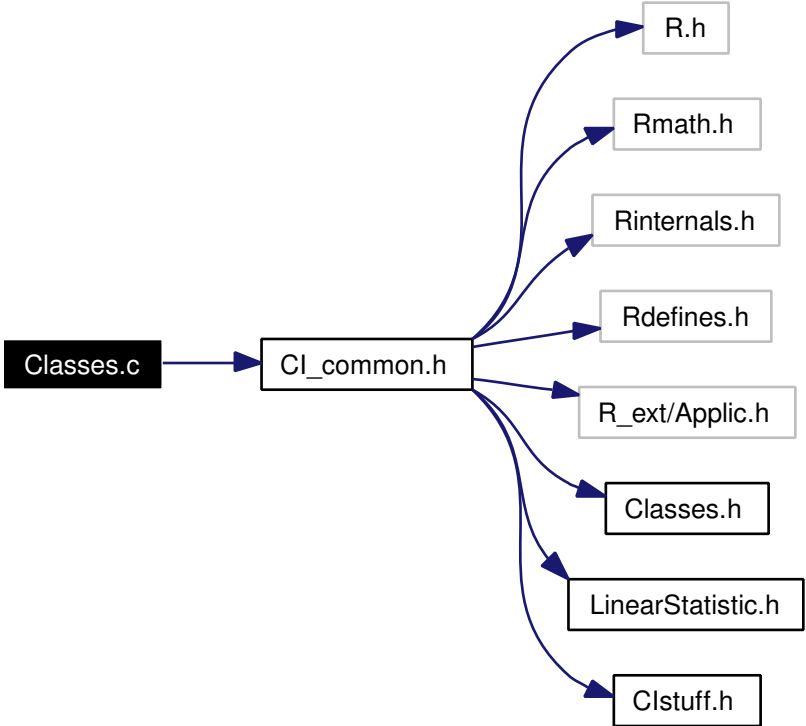 R.h
Rmath.h
Rinternals.h
Rdefines.h
Classes.c
CI_common.h
R_ext/Applic.h
Classes.h
LinearStatistic.h
CIstuff.h